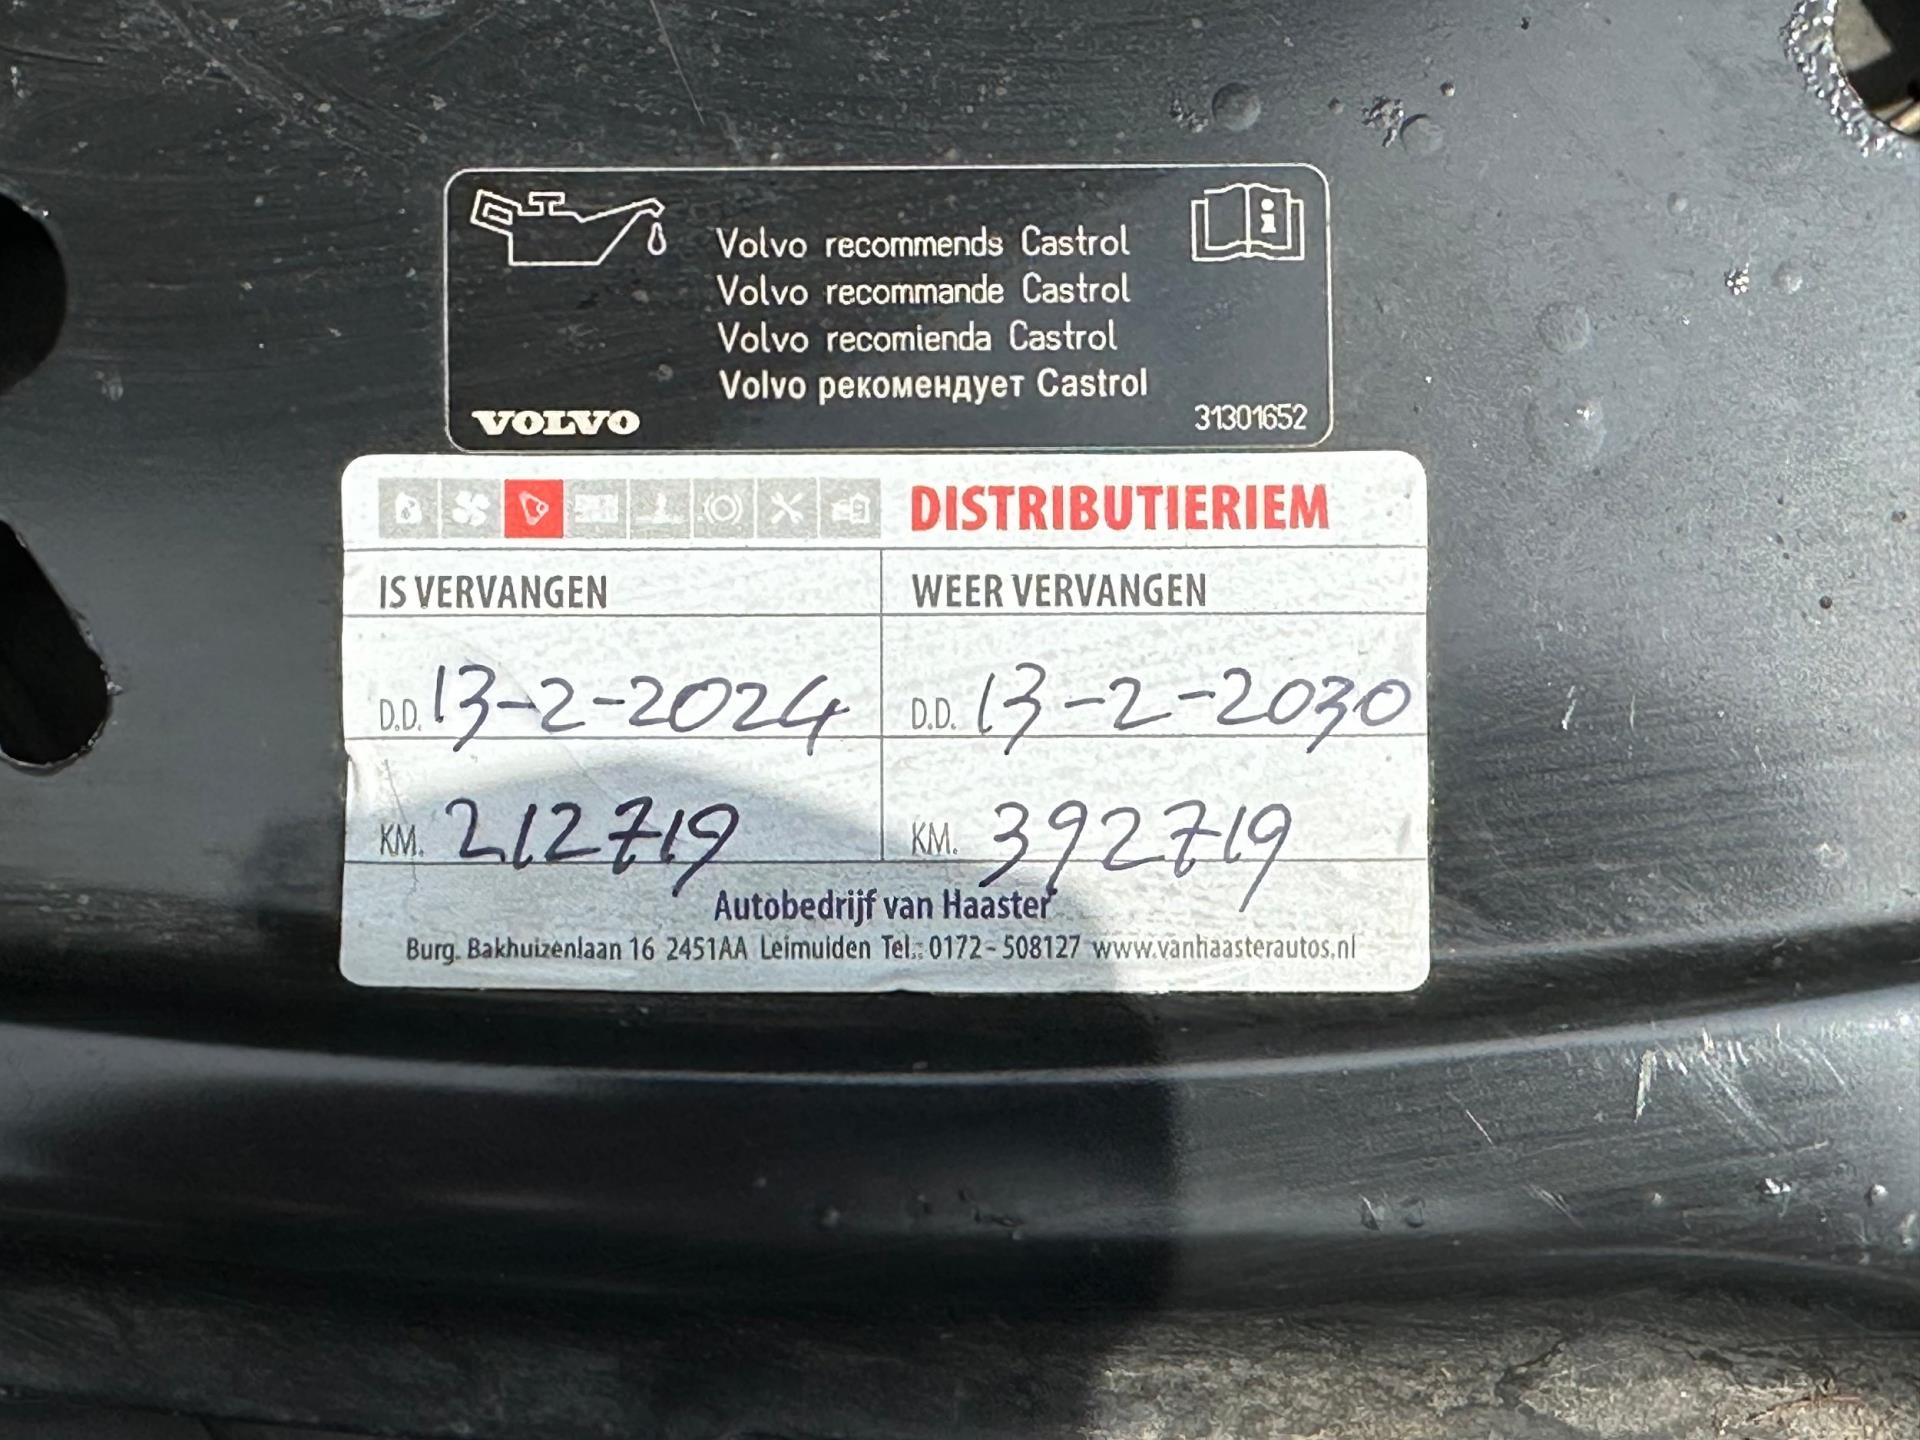 Volvo recommends Castrol
Volvo recommande Castrol
Volvo recomienda Castrol
Volvo рекомендует Castrol
VOLVO 31301652
DISTRIBUTIERIEM
IS VERVANGEN WEER VERVANGEN
D.D. 13-2-2024 D.D. 13-2-2030
KM. 212719 KM. 392719
Autobedrijf van Haaster
Burg. Bakhuizenlaan 16 2451AA Leimuiden Tel.: 0172-508127 www.vanhaasterautos.nl